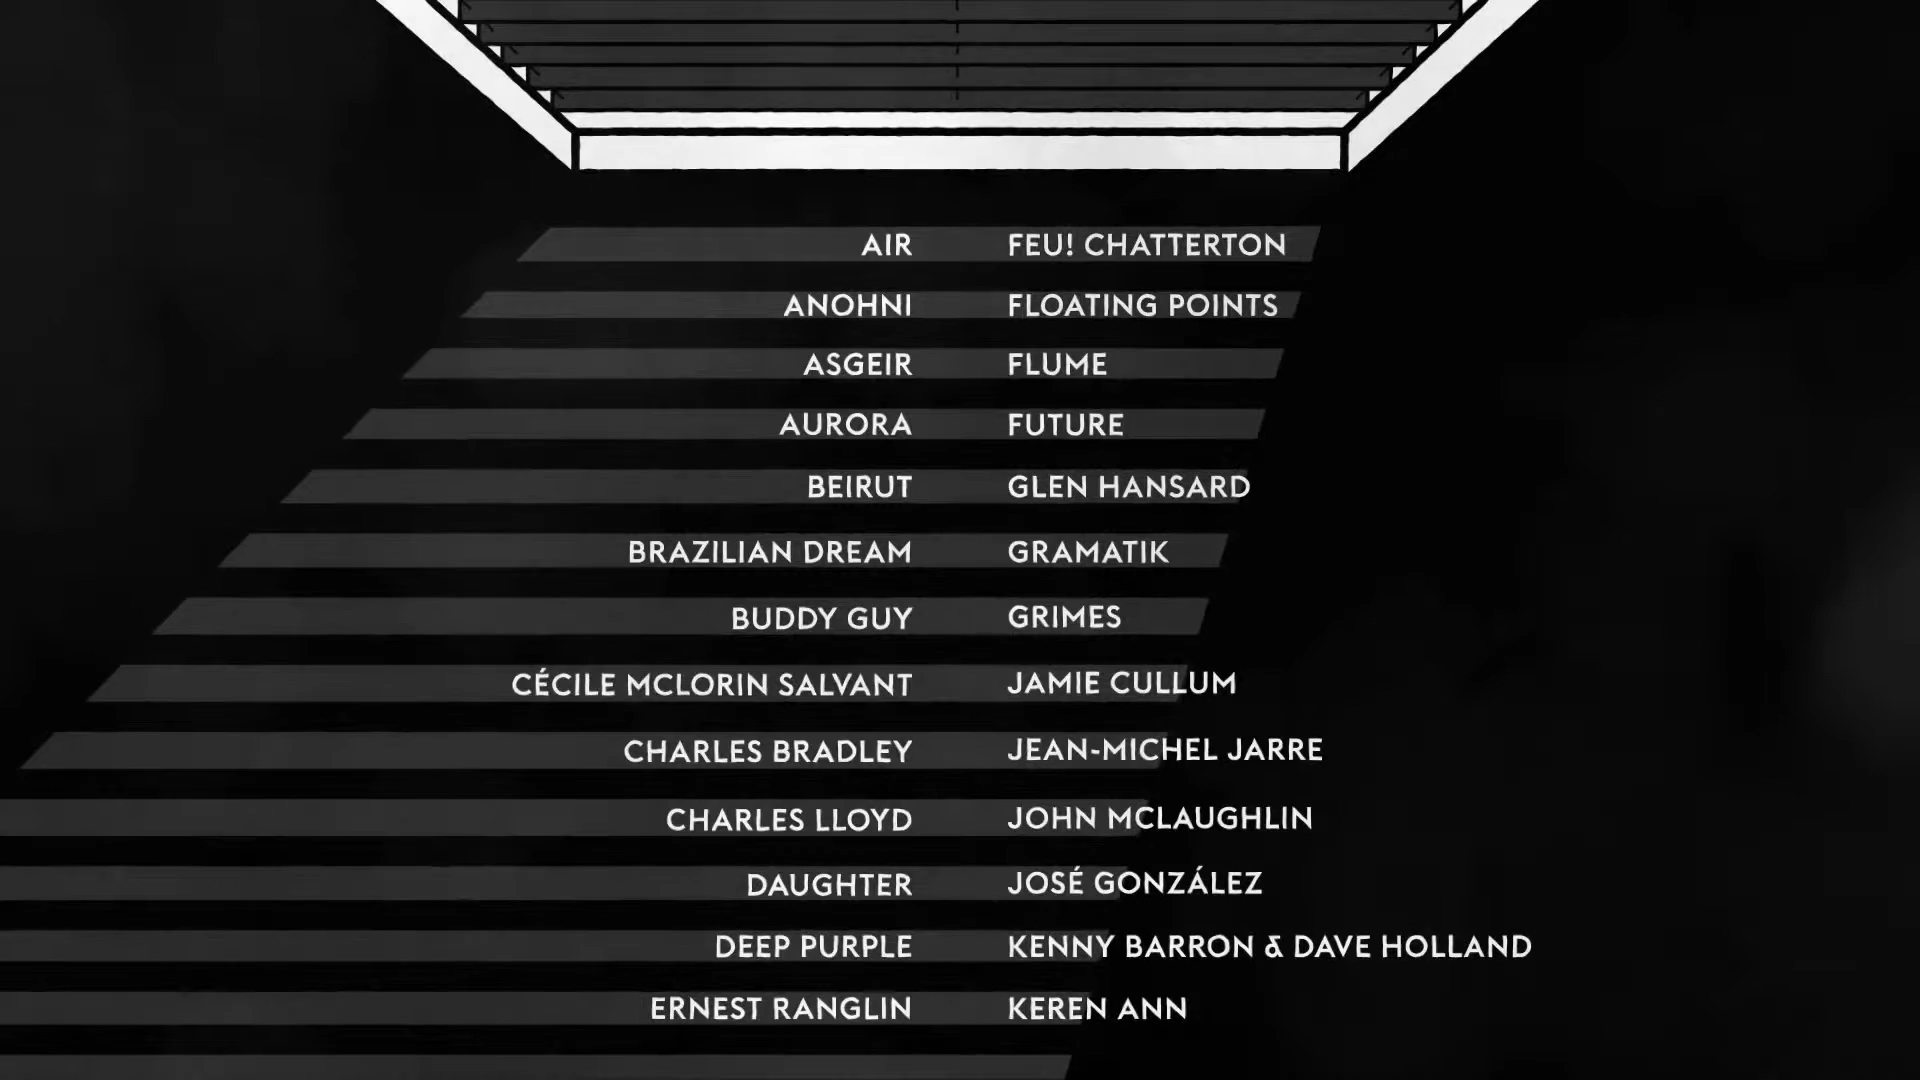 AIR
ANOHNI
ASGEIR
AURORA
BEIRUT
BRAZILIAN DREAM
BUDDY GUY
CÉCILE MCLORIN SALVANT
CHARLES BRADLEY
CHARLES LLOYD
DAUGHTER
DEEP PURPLE
ERNEST RANGLIN
FEU! CHATTERTON
FLOATING POINTS
FLUME
FUTURE
GLEN HANSARD
GRAMATIK
GRIMES
JAMIE CULLUM
JEAN-MICHEL JARRE
JOHN MCLAUGHLIN
JOSÉ GONZÁLEZ
KENNY BARRON & DAVE HOLLAND
KEREN ANN